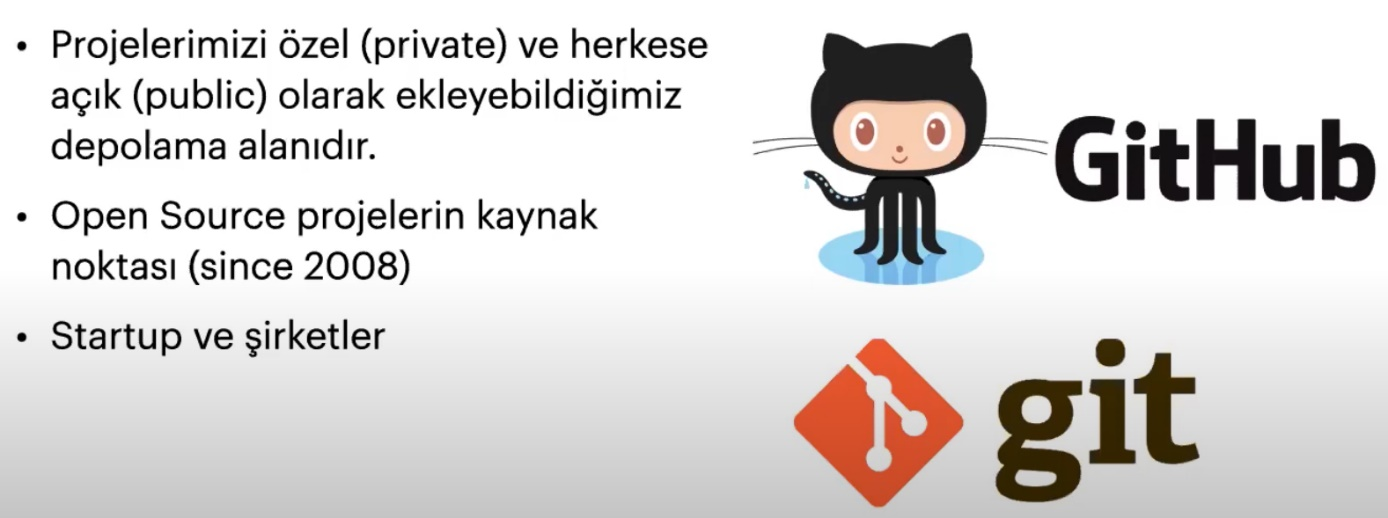 • Projelerimizi özel (private) ve herkese
açık (public) olarak ekleyebildiğimiz
depolama alanıdır.
• Open Source projelerin kaynak
noktası (since 2008)
• Startup ve şirketler
GitHub
git